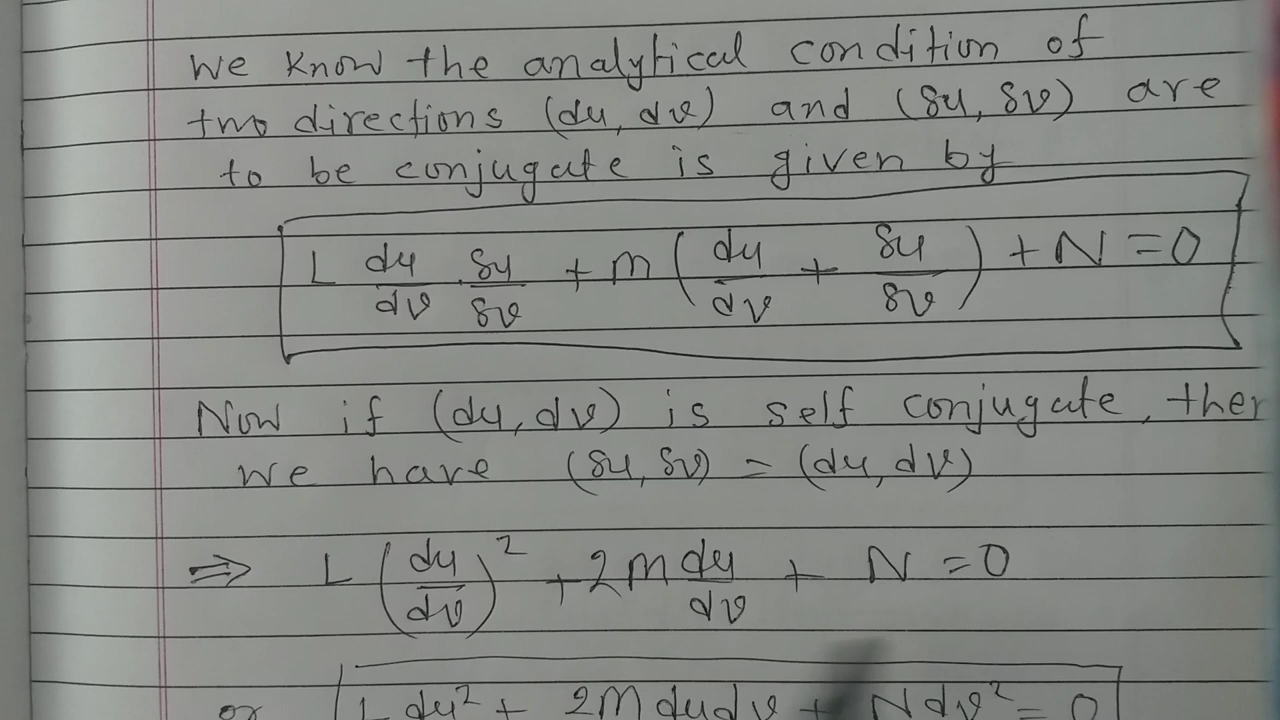 We know the analytical condition of
two directions (du, dv) and (δu, δv) are
to be conjugate is given by
L du/dv . δu/δv + M (du/dv + δu/δv) + N = 0
Now if (du, dv) is self conjugate, then
we have (δu, δv) = (du, dv)
⇒ L (du/dv)² + 2M du/dv + N = 0
or L du² + 2M du dv + N dv² = 0